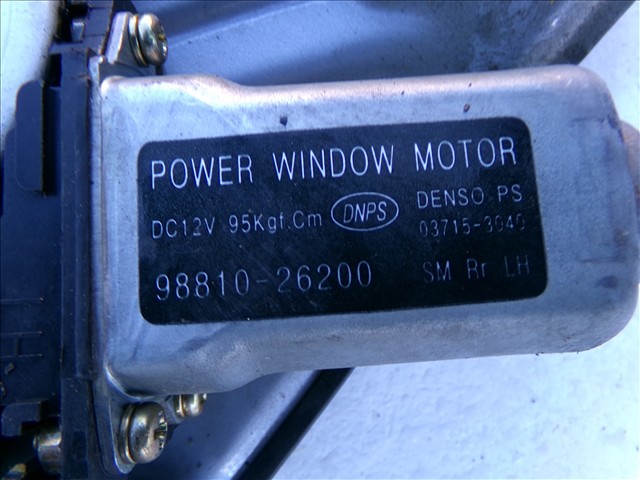 POWER WINDOW MOTOR
DC12V 95Kgf.Cm DNPS DENSO PS
03715-3040
98810-26200 SM Rr LH